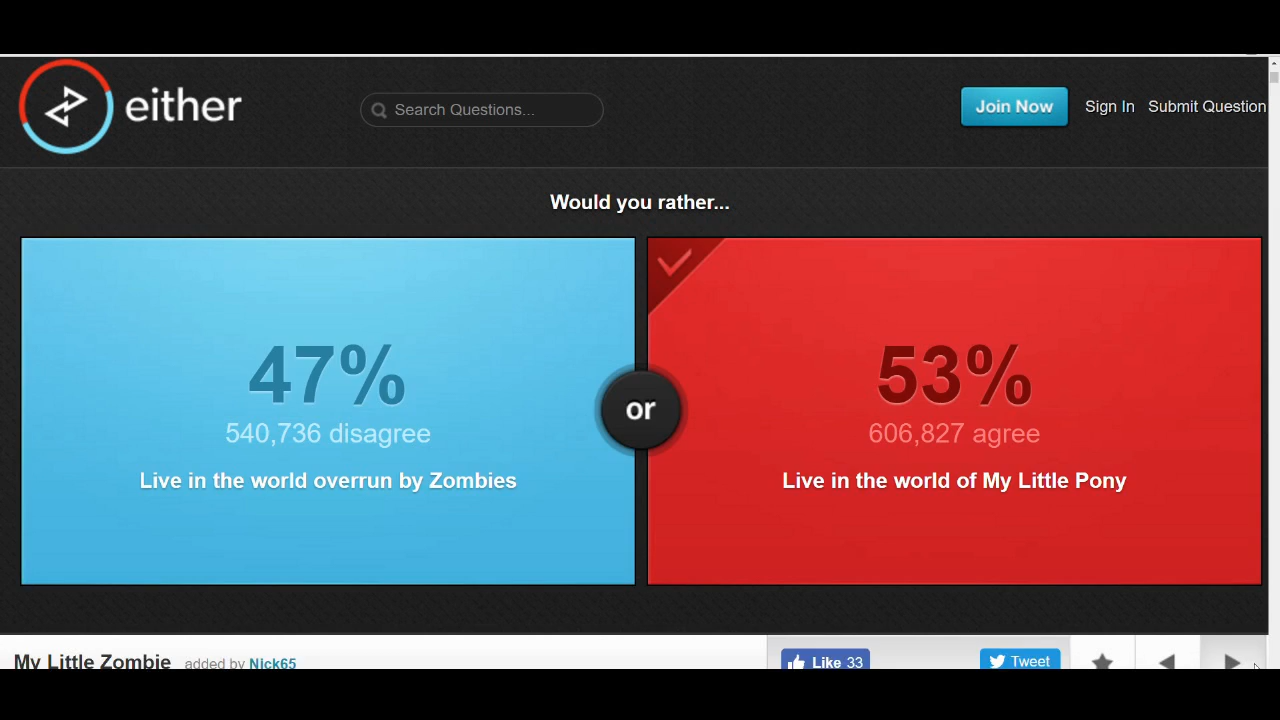 either
Search Questions...
Join Now
Sign In
Submit Question
Would you rather...
47%
540,736 disagree
Live in the world overrun by Zombies
or
53%
606,827 agree
Live in the world of My Little Pony
My Little Zombie added by Nick65
Like 33
Tweet